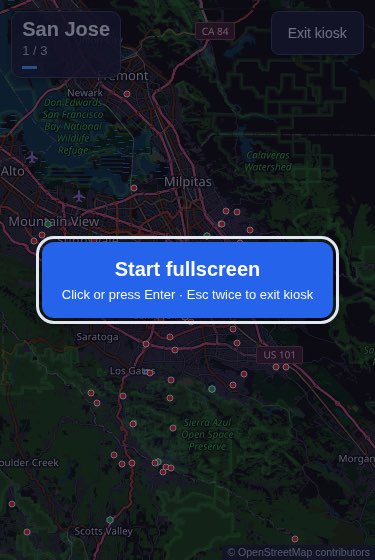 San Jose
1 / 3
Exit kiosk
CA 84
Fremont
Newark
Don Edwards
San Francisco
Bay National
Wildlife
Refuge
Calaveras
Watershed
Alto
Milpitas
Mountain View
Start fullscreen
Click or press Enter · Esc twice to exit kiosk
Saratoga
US 101
Los Gatos
Sierra Azul
Open Space
Preserve
oulder Creek
Morgan
Scotts Valley
© OpenStreetMap contributors